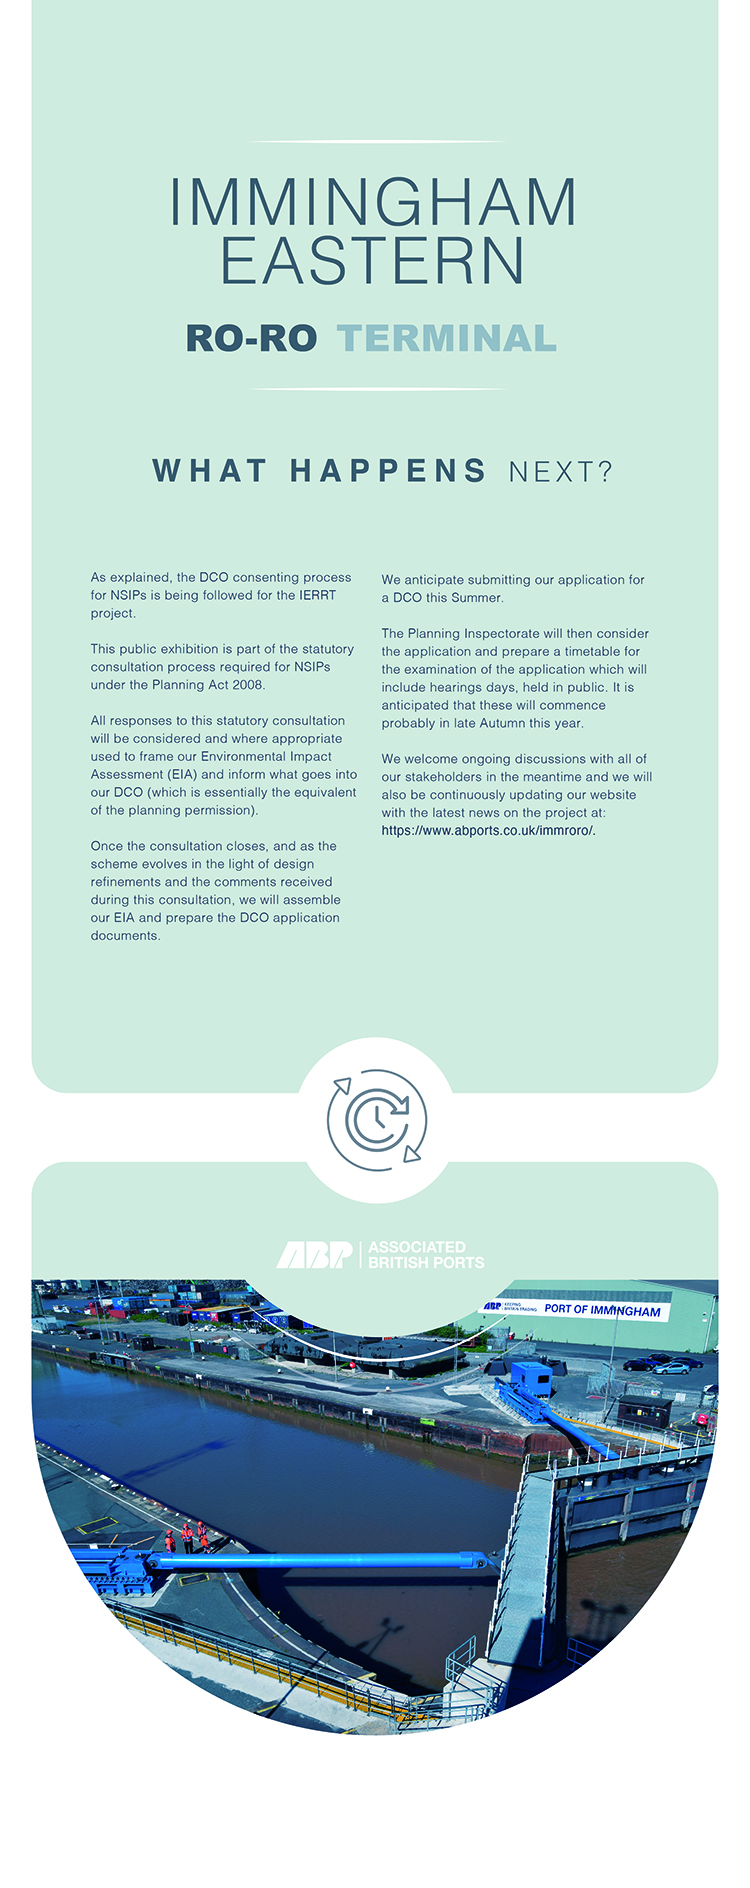 IMMINGHAM
EASTERN
RO-RO TERMINAL
WHAT HAPPENS NEXT?
As explained, the DCO consenting process
for NSIPs is being followed for the IERRT
project.
This public exhibition is part of the statutory
consultation process required for NSIPs
under the Planning Act 2008.
All responses to this statutory consultation
will be considered and where appropriate
used to frame our Environmental Impact
Assessment (EIA) and inform what goes into
our DCO (which is essentially the equivalent
of the planning permission).
Once the consultation closes, and as the
scheme evolves in the light of design
refinements and the comments received
during this consultation, we will assemble
our EIA and prepare the DCO application
documents.
We anticipate submitting our application for
a DCO this Summer.
The Planning Inspectorate will then consider
the application and prepare a timetable for
the examination of the application which will
include hearings days, held in public. It is
anticipated that these will commence
probably in late Autumn this year.
We welcome ongoing discussions with all of
our stakeholders in the meantime and we will
also be continuously updating our website
with the latest news on the project at:
https://www.abports.co.uk/immroro/.
ABP ASSOCIATED
BRITISH PORTS
ABP KEEPING
BRITAIN TRADING
PORT OF IMMINGHAM